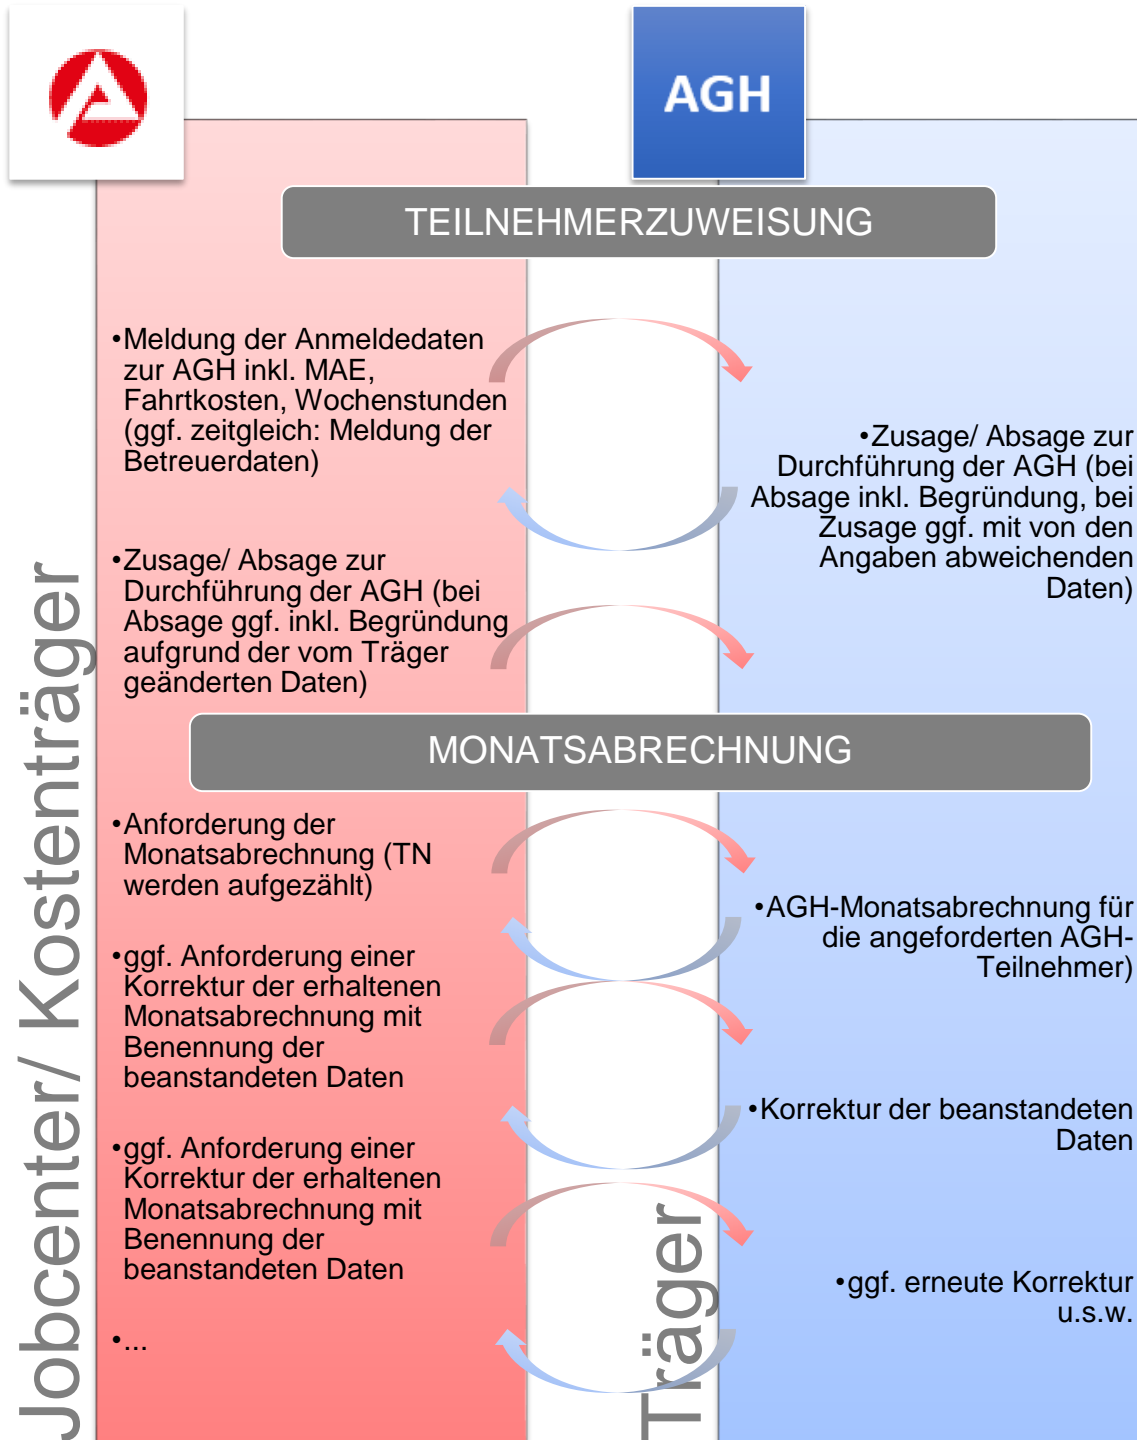 AGH
TEILNEHMERZUWEISUNG
•Meldung der Anmeldedaten
zur AGH inkl. MAE,
Fahrtkosten, Wochenstunden
(ggf. zeitgleich: Meldung der
Betreuerdaten)
•Zusage/ Absage zur
Durchführung der AGH (bei
Absage inkl. Begründung, bei
Zusage ggf. mit von den
Angaben abweichenden
Daten)
•Zusage/ Absage zur
Durchführung der AGH (bei
Absage ggf. inkl. Begründung
aufgrund der vom Träger
geänderten Daten)
MONATSABRECHNUNG
•Anforderung der
Monatsabrechnung (TN
werden aufgezählt)
•AGH-Monatsabrechnung für
die angeforderten AGH-
Teilnehmer)
•ggf. Anforderung einer
Korrektur der erhaltenen
Monatsabrechnung mit
Benennung der
beanstandeten Daten
•Korrektur der beanstandeten
Daten
•ggf. Anforderung einer
Korrektur der erhaltenen
Monatsabrechnung mit
Benennung der
beanstandeten Daten
•ggf. erneute Korrektur
u.s.w.
•...
Jobcenter/ Kostenträger
Träger